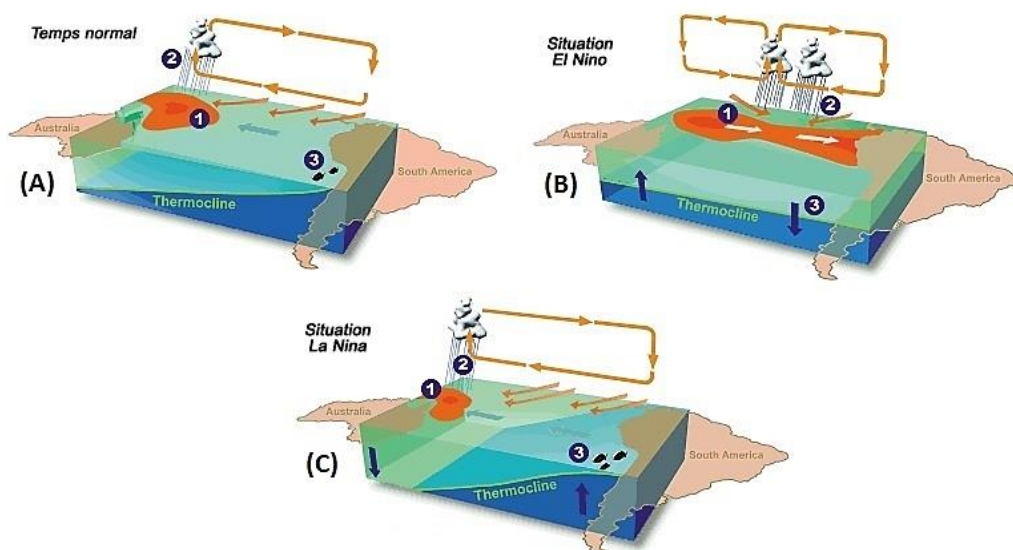 Temps normal
2
1
3
Australia
South America
Thermocline
(A)
Situation
El Nino
2
1
3
Australia
South America
Thermocline
(B)
Situation
La Nina
2
1
3
Australia
South America
Thermocline
(C)